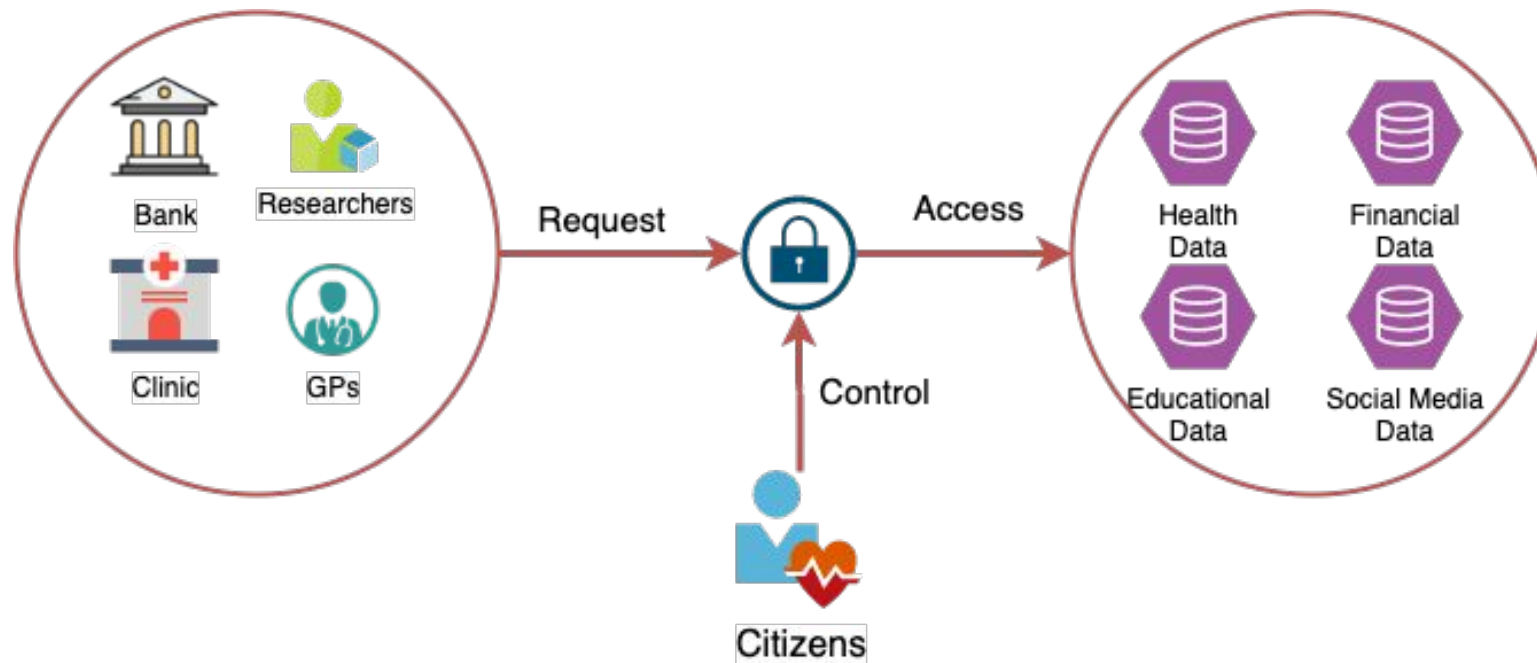 Bank
Researchers
Clinic
GPs
Request
Access
Control
Citizens
Health
Data
Financial
Data
Educational
Data
Social Media
Data